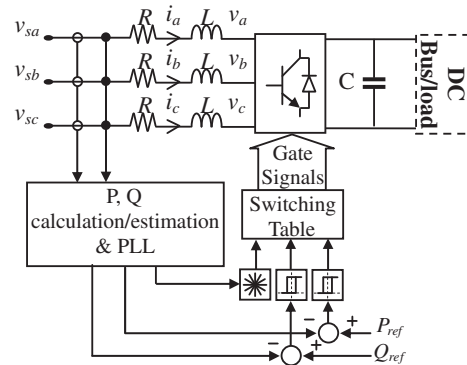 v_sa R i_a L v_a
v_sb R i_b L v_b
v_sc R i_c L v_c
C
DC
Bus/load
Gate
Signals
P, Q
calculation/estimation
& PLL
Switching
Table
− + P_ref
− + Q_ref